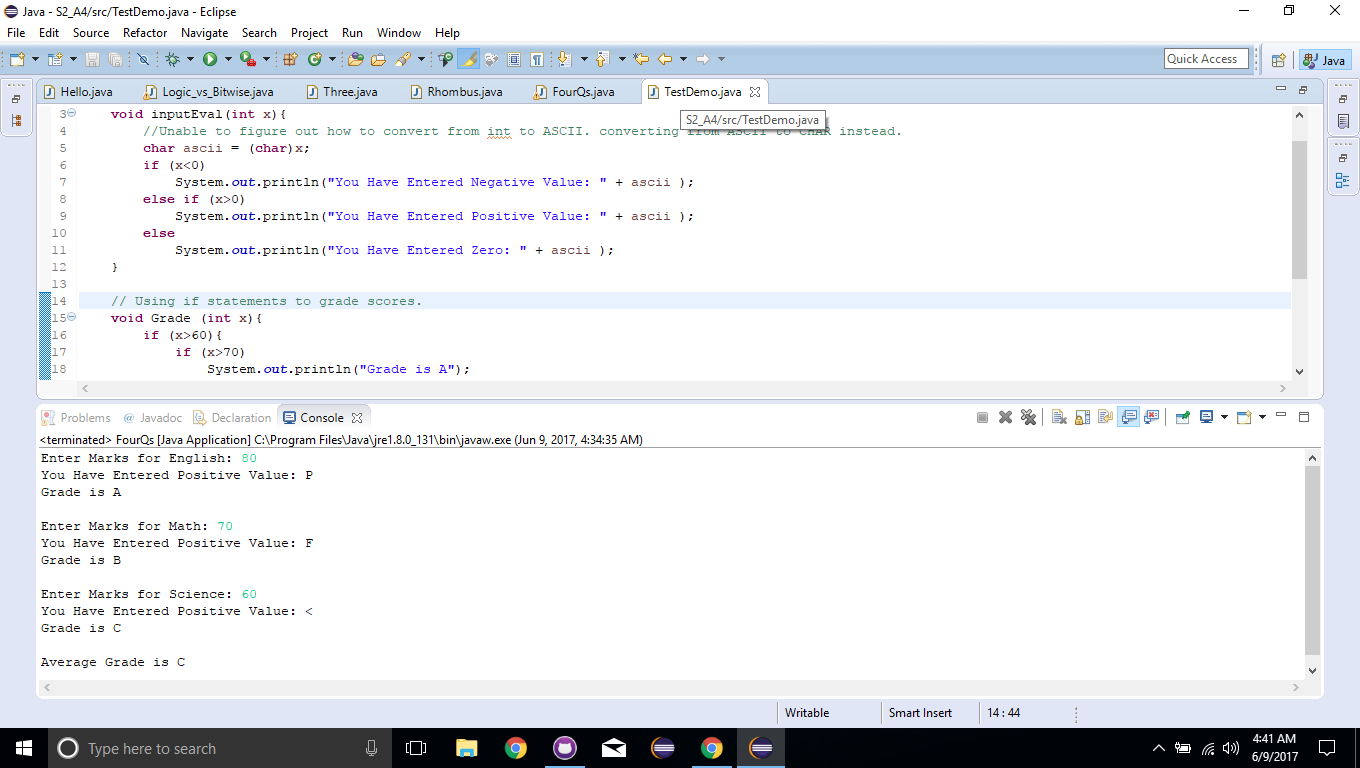 Java - S2_A4/src/TestDemo.java - Eclipse
File Edit Source Refactor Navigate Search Project Run Window Help
Quick Access Java
Hello.java Logic_vs_Bitwise.java Three.java Rhombus.java FourQs.java TestDemo.java
S2_A4/src/TestDemo.java
3 void inputEval(int x){
4 //Unable to figure out how to convert from int to ASCII. converting from ASCII to CHAR instead.
5 char ascii = (char)x;
6 if (x<0)
7 System.out.println("You Have Entered Negative Value: " + ascii );
8 else if (x>0)
9 System.out.println("You Have Entered Positive Value: " + ascii );
10 else
11 System.out.println("You Have Entered Zero: " + ascii );
12 }
13
14 // Using if statements to grade scores.
15 void Grade (int x){
16 if (x>60){
17 if (x>70)
18 System.out.println("Grade is A");
Problems @ Javadoc Declaration Console
<terminated> FourQs [Java Application] C:\Program Files\Java\jre1.8.0_131\bin\javaw.exe (Jun 9, 2017, 4:34:35 AM)
Enter Marks for English: 80
You Have Entered Positive Value: P
Grade is A
Enter Marks for Math: 70
You Have Entered Positive Value: F
Grade is B
Enter Marks for Science: 60
You Have Entered Positive Value: <
Grade is C
Average Grade is C
Writable Smart Insert 14 : 44
Type here to search
4:41 AM
6/9/2017